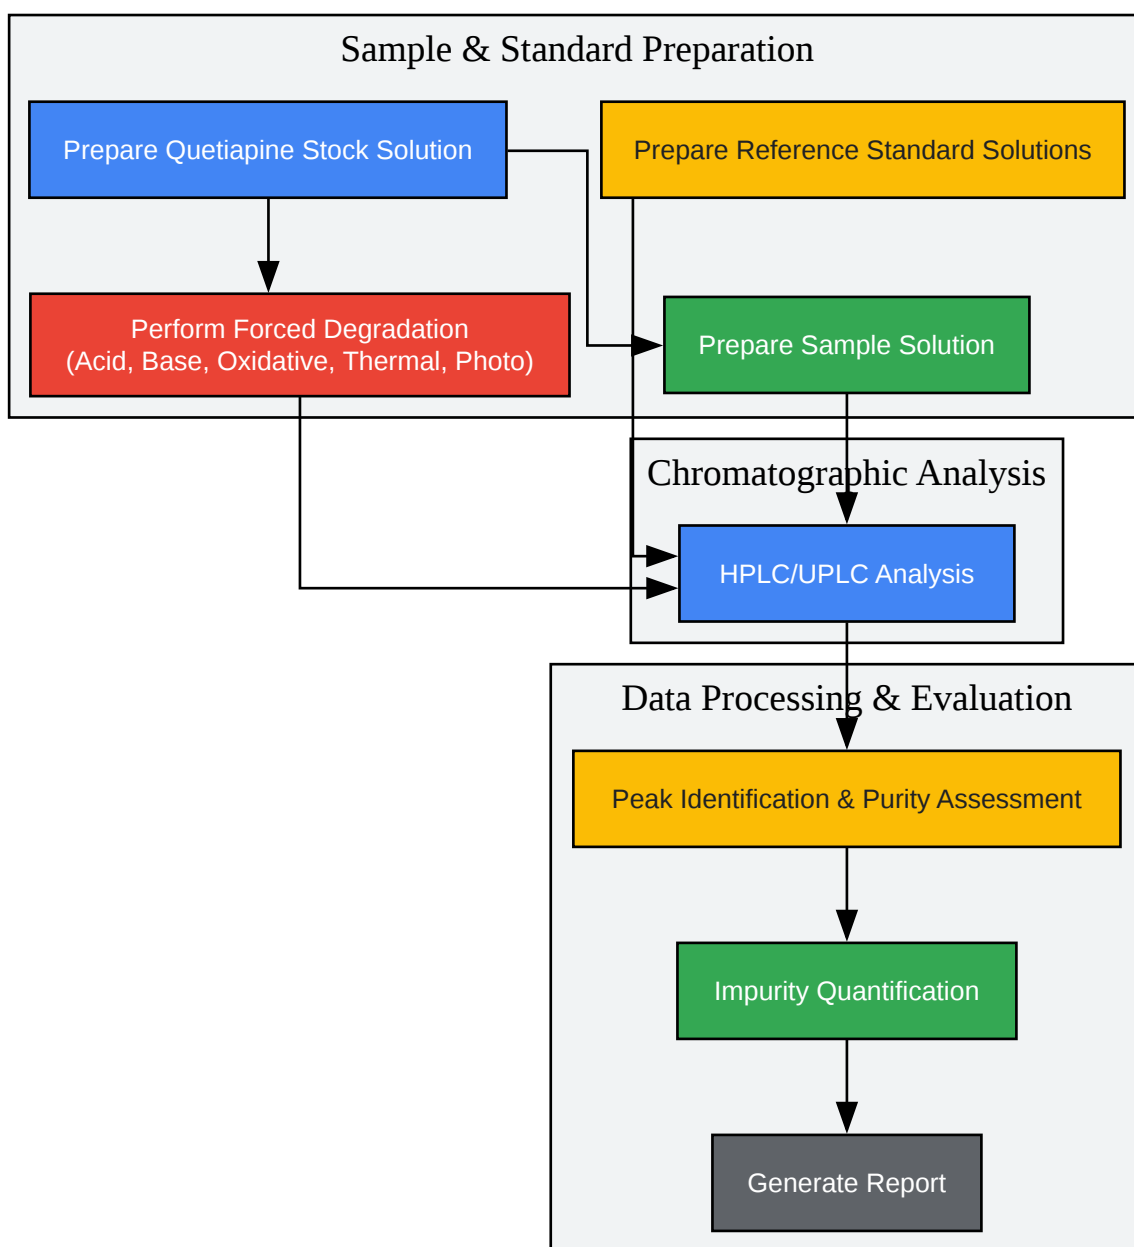 Sample & Standard Preparation
Prepare Quetiapine Stock Solution
Prepare Reference Standard Solutions
Perform Forced Degradation
(Acid, Base, Oxidative, Thermal, Photo)
Prepare Sample Solution
Chromatographic Analysis
HPLC/UPLC Analysis
Data Processing & Evaluation
Peak Identification & Purity Assessment
Impurity Quantification
Generate Report